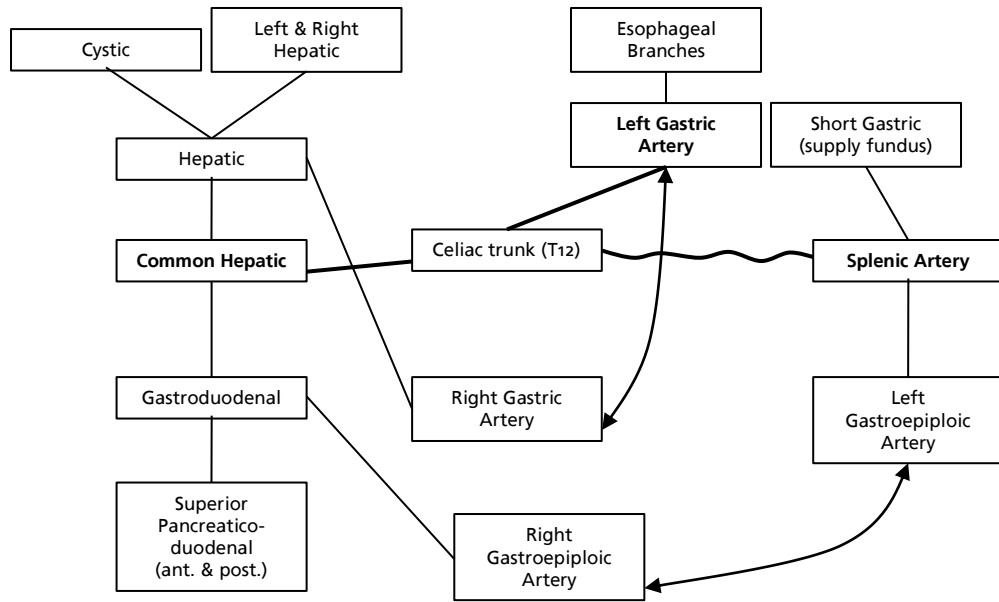 Cystic
Left & Right
Hepatic
Esophageal
Branches
Left Gastric
Artery
Short Gastric
(supply fundus)
Hepatic
Common Hepatic
Celiac trunk (T12)
Splenic Artery
Gastroduodenal
Right Gastric
Artery
Left
Gastroepiploic
Artery
Superior
Pancreatico-
duodenal
(ant. & post.)
Right
Gastroepiploic
Artery